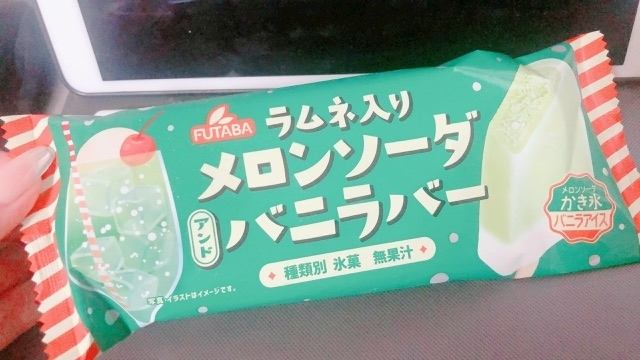 FUTABA
ラムネ入り
メロンソーダ
アンド
バニラバー
種類別 氷菓 無果汁
メロンソーダ
かき氷
バニラアイス
写真・イラストはイメージです。